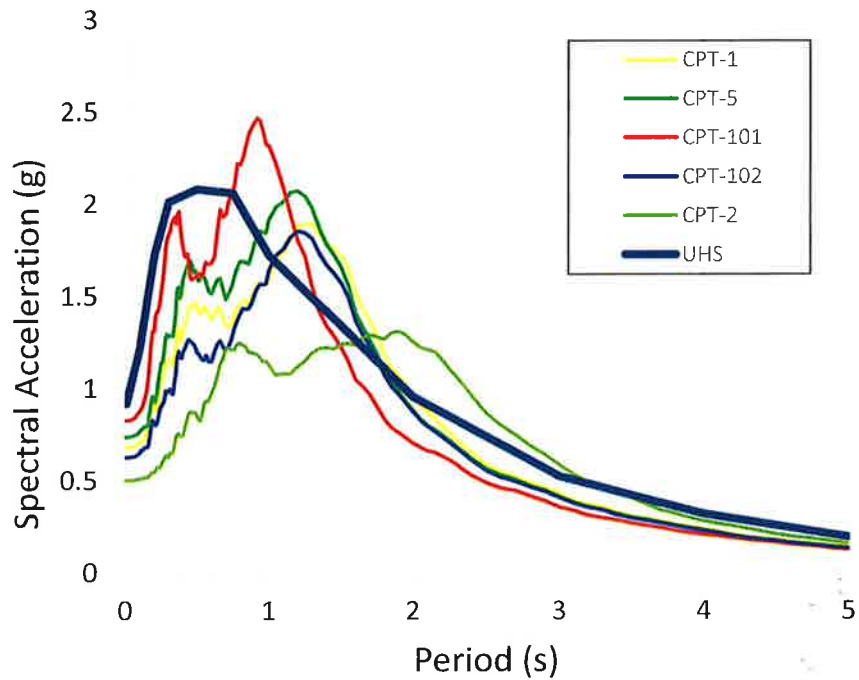 3
2.5
2
1.5
1
0.5
0
Spectral Acceleration (g)
CPT-1
CPT-5
CPT-101
CPT-102
CPT-2
UHS
0 1 2 3 4 5
Period (s)